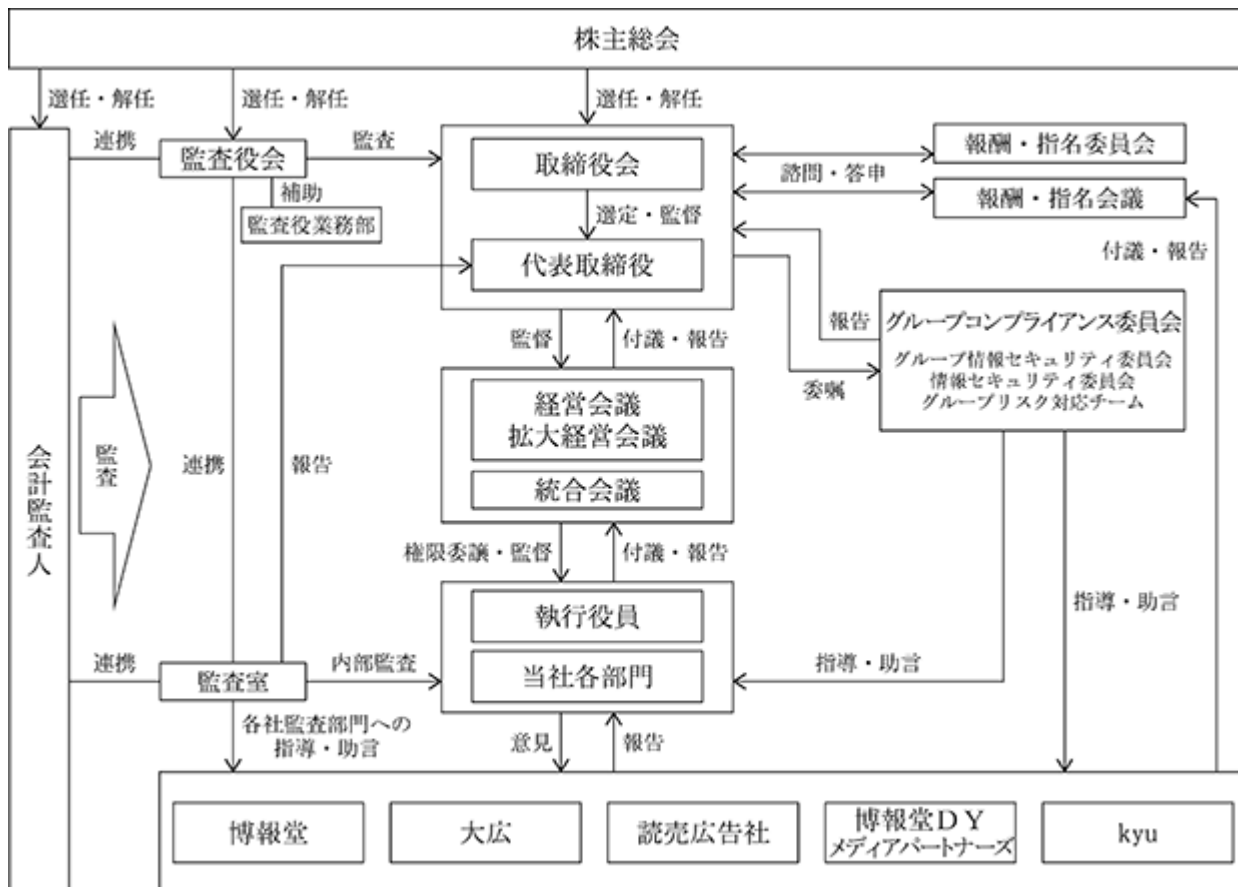 株主総会
選任・解任
選任・解任
選任・解任
連携
監査役会
監査
取締役会
報酬・指名委員会
諮問・答申
報酬・指名会議
補助
監査役業務部
選定・監督
代表取締役
付議・報告
報告
グループコンプライアンス委員会
グループ情報セキュリティ委員会
情報セキュリティ委員会
グループリスク対応チーム
委嘱
監督
付議・報告
経営会議
拡大経営会議
統合会議
会計監査人
監査
連携
報告
権限委譲・監督
付議・報告
執行役員
当社各部門
指導・助言
指導・助言
連携
監査室
内部監査
各社監査部門への
指導・助言
意見
報告
博報堂
大広
読売広告社
博報堂DY
メディアパートナーズ
kyu